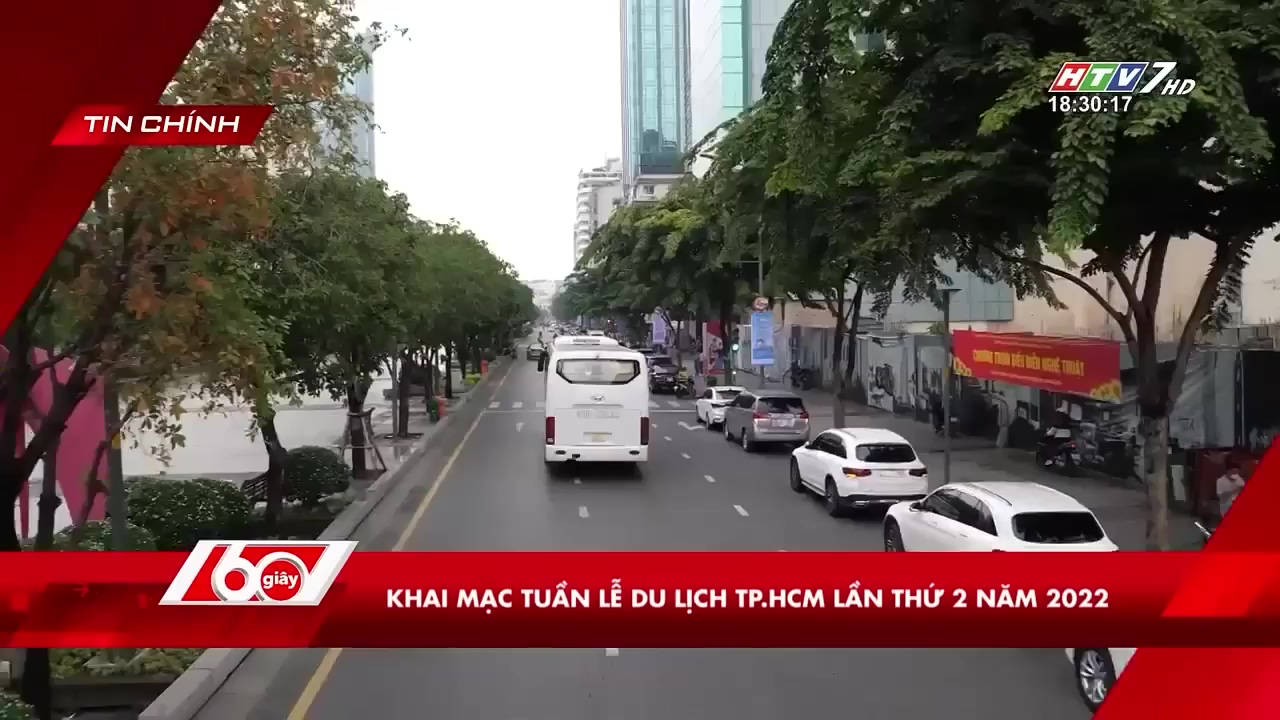 TIN CHÍNH
HTV7 HD
18:30:17
CHƯƠNG TRÌNH BIỂU DIỄN NGHỆ THUẬT
60 giây
KHAI MẠC TUẦN LỄ DU LỊCH TP.HCM LẦN THỨ 2 NĂM 2022